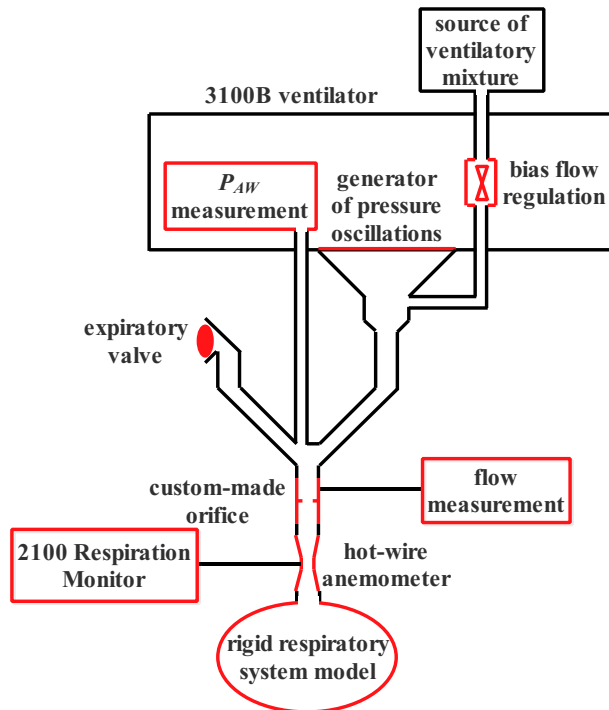 source of
ventilatory
mixture
3100B ventilator
P_AW
measurement
generator
of pressure
oscillations
bias flow
regulation
expiratory
valve
custom-made
orifice
flow
measurement
2100 Respiration
Monitor
hot-wire
anemometer
rigid respiratory
system model